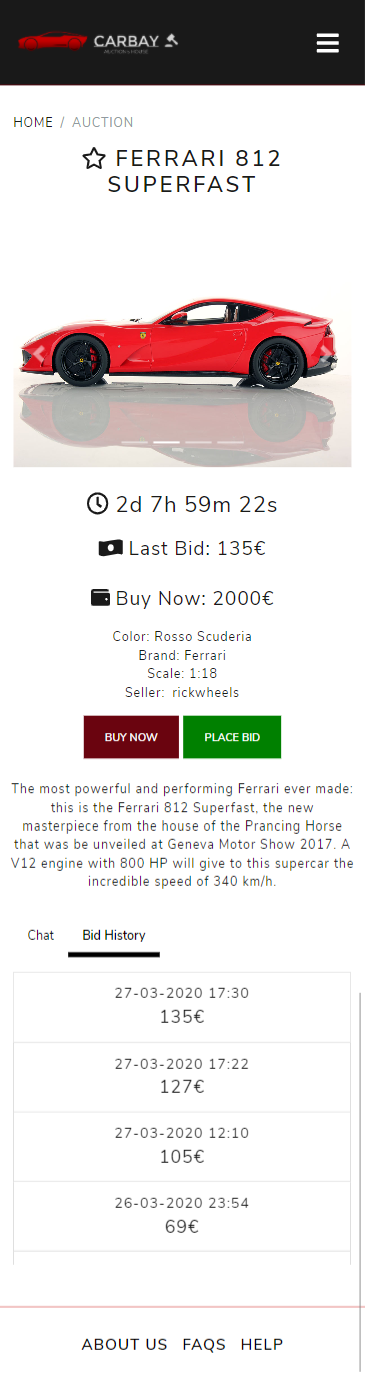 CARBAY
AUCTION & HOUSE
HOME / AUCTION
FERRARI 812
SUPERFAST
2d 7h 59m 22s
Last Bid: 135€
Buy Now: 2000€
Color: Rosso Scuderia
Brand: Ferrari
Scale: 1:18
Seller: rickwheels
BUY NOW PLACE BID
The most powerful and performing Ferrari ever made:
this is the Ferrari 812 Superfast, the new
masterpiece from the house of the Prancing Horse
that was be unveiled at Geneva Motor Show 2017. A
V12 engine with 800 HP will give to this supercar the
incredible speed of 340 km/h.
Chat Bid History
27-03-2020 17:30
135€
27-03-2020 17:22
127€
27-03-2020 12:10
105€
26-03-2020 23:54
69€
ABOUT US FAQS HELP